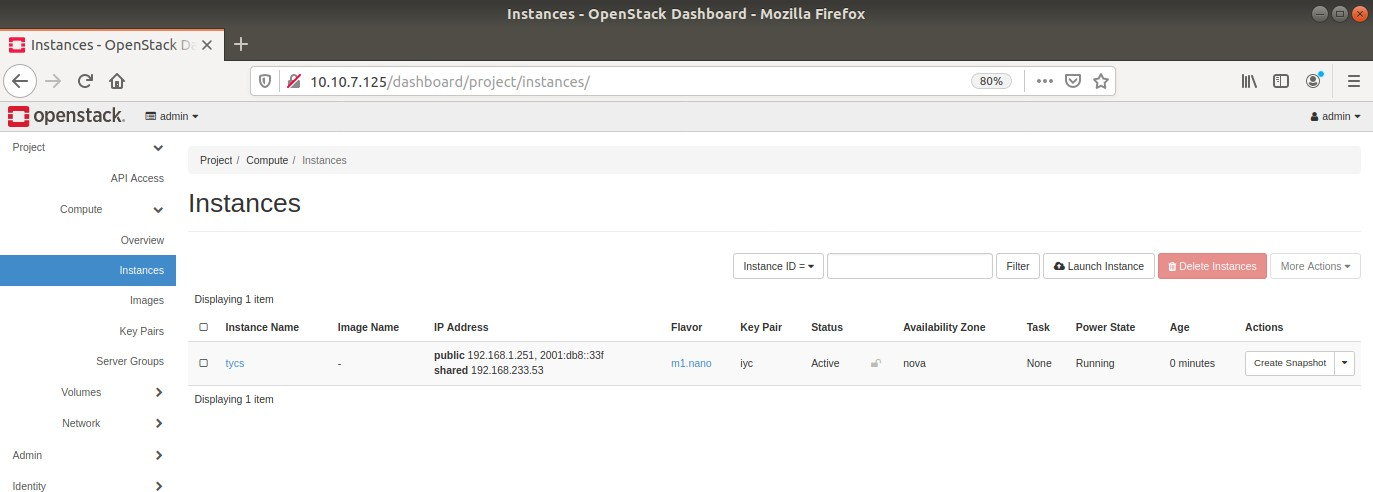 Instances - OpenStack Dashboard - Mozilla Firefox
Instances - OpenStack Da
10.10.7.125/dashboard/project/instances/ 80%
openstack. admin admin
Project
API Access
Compute
Overview
Instances
Images
Key Pairs
Server Groups
Volumes
Network
Admin
Identity
Project / Compute / Instances
Instances
Instance ID = Filter Launch Instance Delete Instances More Actions
Displaying 1 item
Instance Name Image Name IP Address Flavor Key Pair Status Availability Zone Task Power State Age Actions
tycs - public 192.168.1.251, 2001:db8::33f m1.nano iyc Active nova None Running 0 minutes Create Snapshot
shared 192.168.233.53
Displaying 1 item